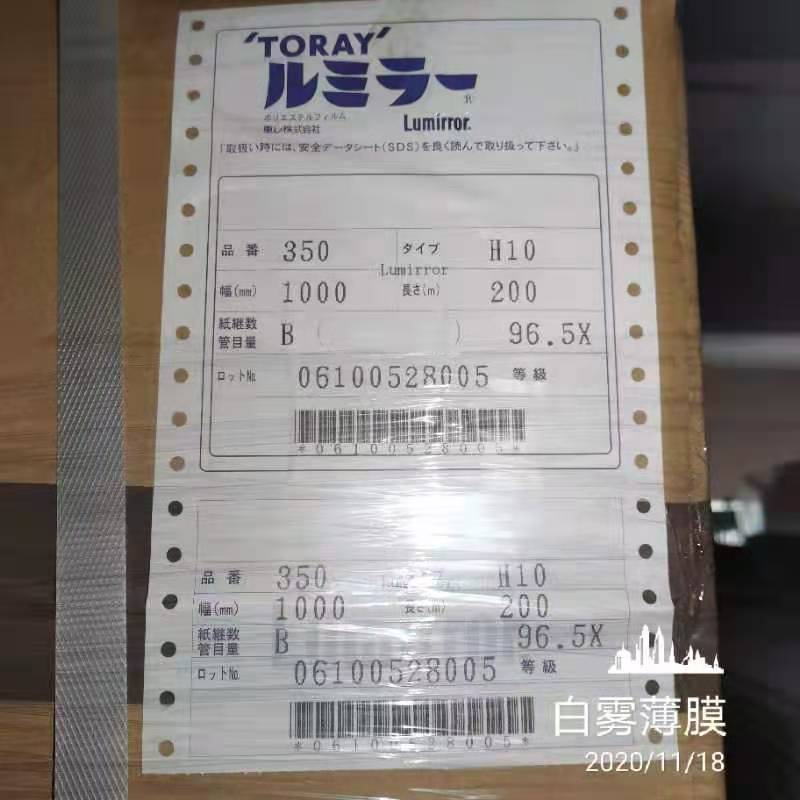 'TORAY'
ルミラー®
ポリエステルフィルム
東レ株式会社 Lumirror.
「取扱い時には、安全データシート(SDS)を良く読んで取り扱って下さい。」
品番 350 タイプ H10
Lumirror
幅(mm) 1000 長さ(m) 200
紙継数
管目量 B ( ) 96.5X
ロット№ 06100528005 等級
*06100528005*
品番 350 H10
幅(mm) 1000 長さ(m) 200
紙継数
管目量 B 96.5X
ロット№ 06100528005 等級
*06100528005*
白雾薄膜
2020/11/18